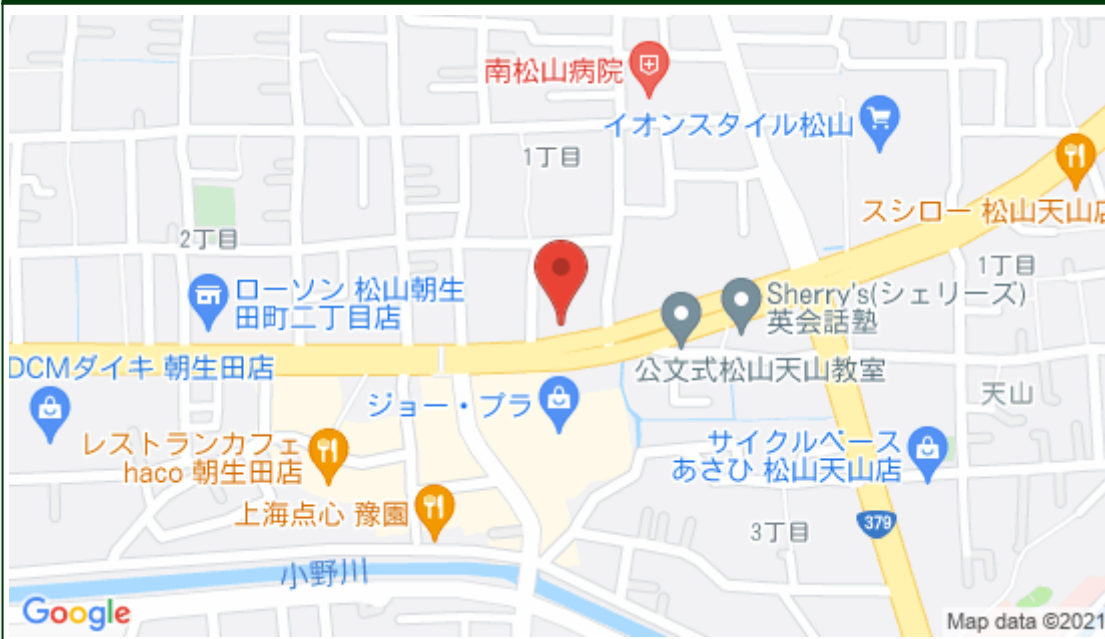 南松山病院
イオンスタイル松山
1丁目
スシロー 松山天山店
2丁目
1丁目
ローソン 松山朝生
田町二丁目店
Sherry's(シェリーズ)
英会話塾
DCMダイキ 朝生田店
公文式松山天山教室
天山
ジョー・プラ
レストランカフェ
haco 朝生田店
サイクルベース
あさひ 松山天山店
上海点心 豫園
379
3丁目
小野川
Google
Map data ©2021